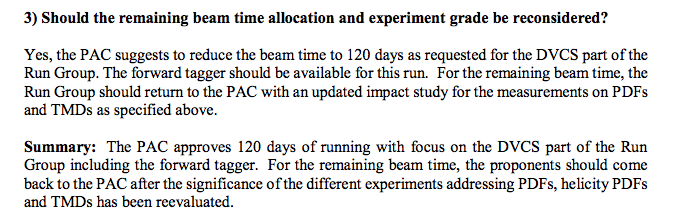 3) Should the remaining beam time allocation and experiment grade be reconsidered?
Yes, the PAC suggests to reduce the beam time to 120 days as requested for the DVCS part of the
Run Group. The forward tagger should be available for this run. For the remaining beam time, the
Run Group should return to the PAC with an updated impact study for the measurements on PDFs
and TMDs as specified above.
Summary: The PAC approves 120 days of running with focus on the DVCS part of the Run
Group including the forward tagger. For the remaining beam time, the proponents should come
back to the PAC after the significance of the different experiments addressing PDFs, helicity PDFs
and TMDs has been reevaluated.